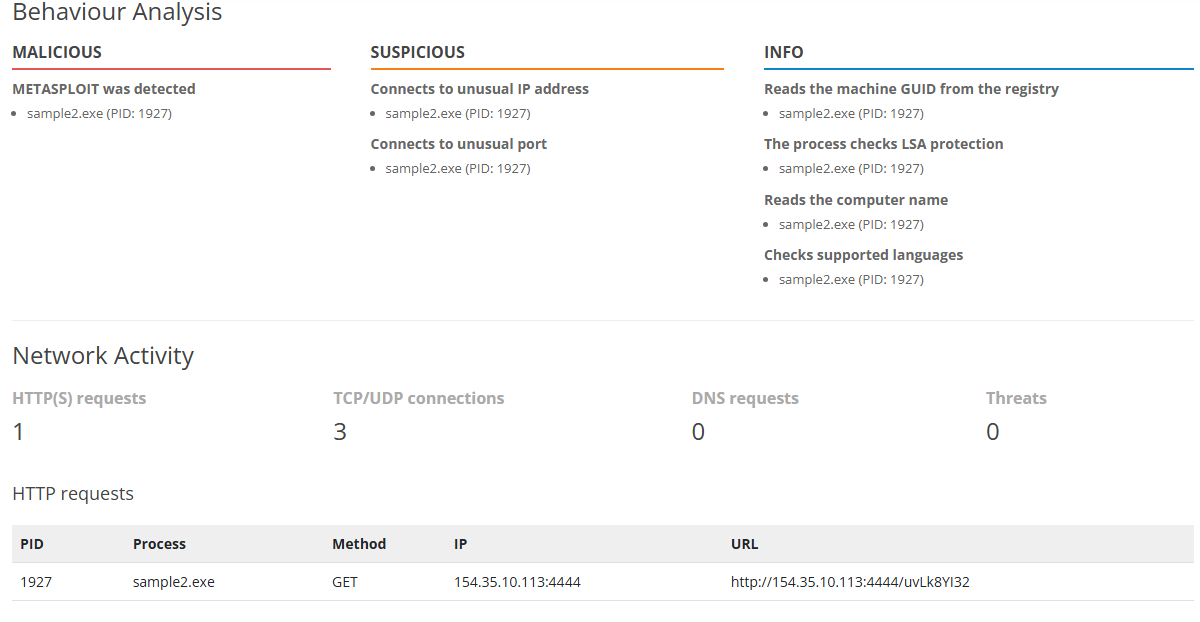 Behaviour Analysis
MALICIOUS
METASPLOIT was detected
sample2.exe (PID: 1927)
SUSPICIOUS
Connects to unusual IP address
sample2.exe (PID: 1927)
Connects to unusual port
sample2.exe (PID: 1927)
INFO
Reads the machine GUID from the registry
sample2.exe (PID: 1927)
The process checks LSA protection
sample2.exe (PID: 1927)
Reads the computer name
sample2.exe (PID: 1927)
Checks supported languages
sample2.exe (PID: 1927)
Network Activity
HTTP(S) requests
1
TCP/UDP connections
3
DNS requests
0
Threats
0
HTTP requests
PID Process Method IP URL
1927 sample2.exe GET 154.35.10.113:4444 http://154.35.10.113:4444/uvLk8YI32